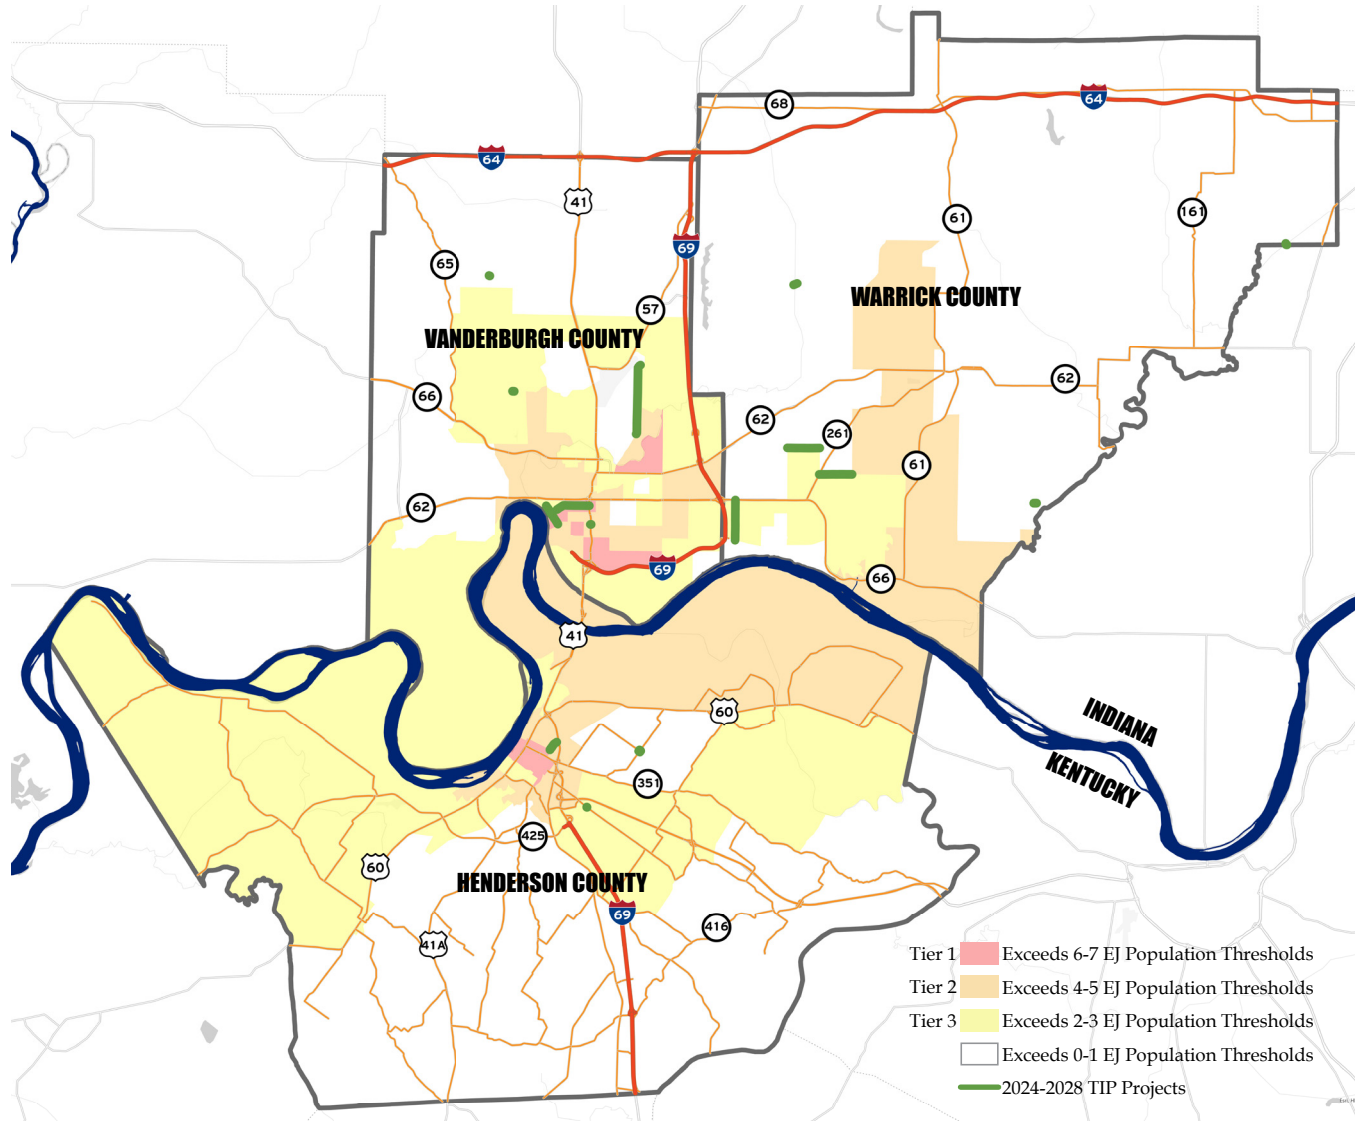 68
64
64
41
61
161
69
65
WARRICK COUNTY
57
VANDERBURGH COUNTY
62
66
62
261
61
62
69
66
41
INDIANA
60
KENTUCKY
351
425
60
HENDERSON COUNTY
69
416
41A
Tier 1 Exceeds 6-7 EJ Population Thresholds
Tier 2 Exceeds 4-5 EJ Population Thresholds
Tier 3 Exceeds 2-3 EJ Population Thresholds
Exceeds 0-1 EJ Population Thresholds
2024-2028 TIP Projects